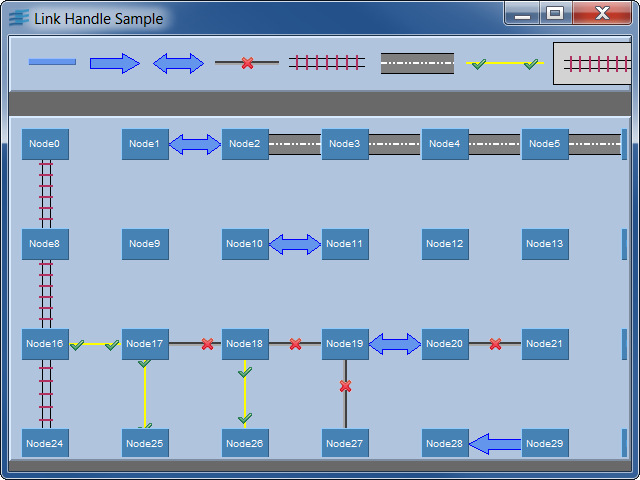 Link Handle Sample
Node0 Node1 Node2 Node3 Node4 Node5
Node8 Node9 Node10 Node11 Node12 Node13
Node16 Node17 Node18 Node19 Node20 Node21
Node24 Node25 Node26 Node27 Node28 Node29